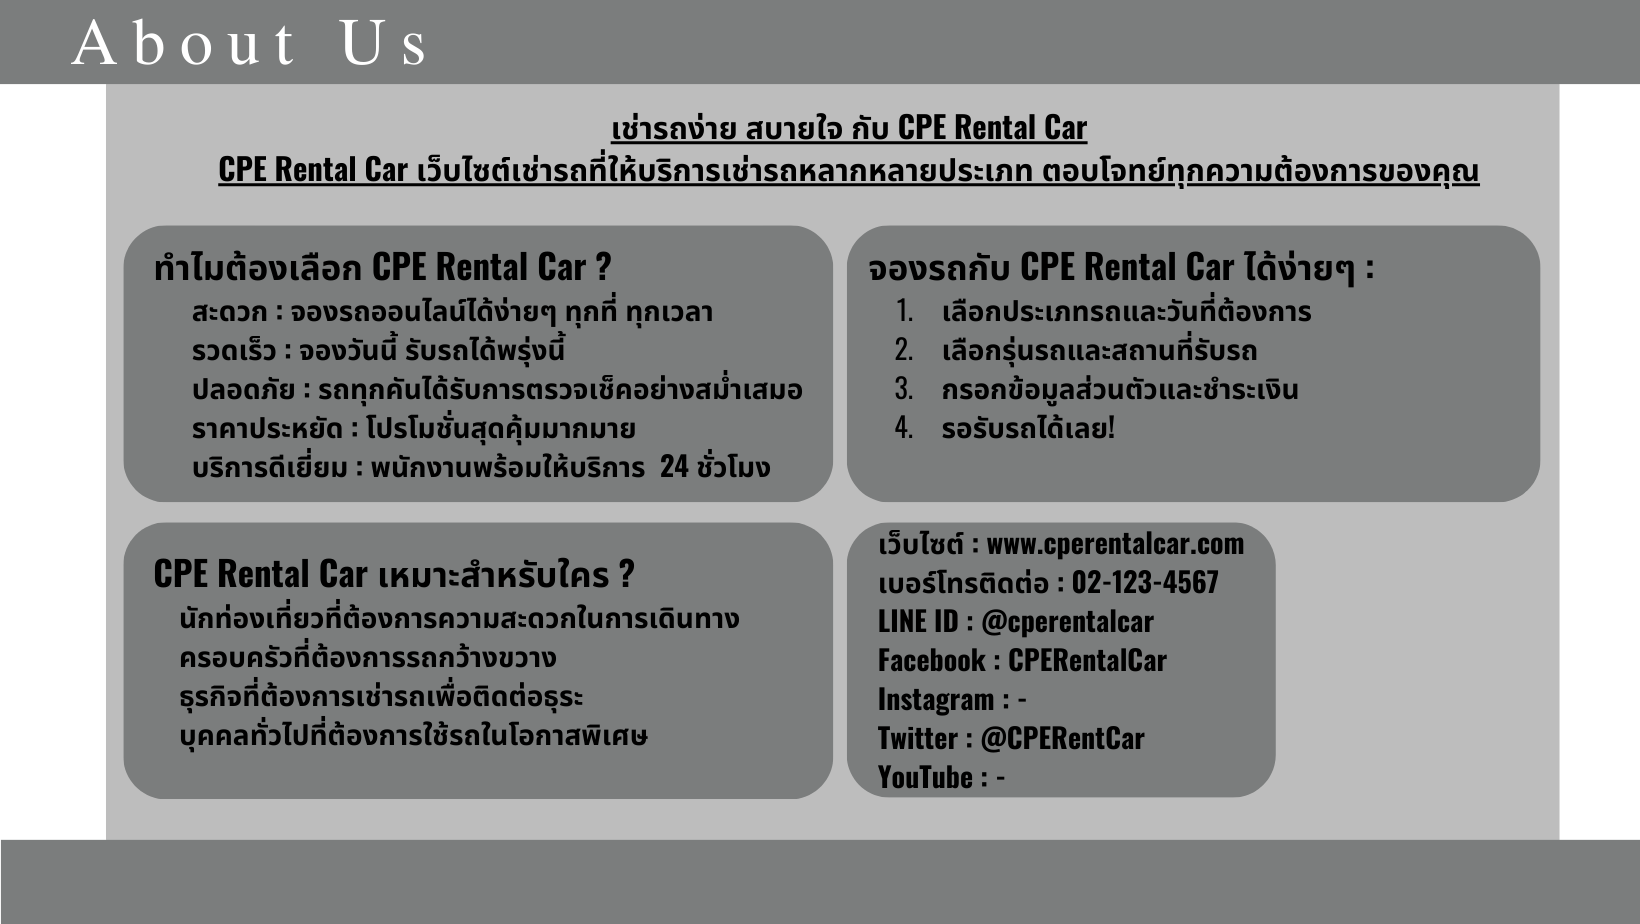 About Us
เช่ารถง่าย สบายใจ กับ CPE Rental Car
CPE Rental Car เว็บไซต์เช่ารถที่ให้บริการเช่ารถหลากหลายประเภท ตอบโจทย์ทุกความต้องการของคุณ
ทำไมต้องเลือก CPE Rental Car ?
สะดวก : จองรถออนไลน์ได้ง่ายๆ ทุกที่ ทุกเวลา
รวดเร็ว : จองวันนี้ รับรถได้พรุ่งนี้
ปลอดภัย : รถทุกคันได้รับการตรวจเช็คอย่างสม่ำเสมอ
ราคาประหยัด : โปรโมชั่นสุดคุ้มมากมาย
บริการดีเยี่ยม : พนักงานพร้อมให้บริการ 24 ชั่วโมง
จองรถกับ CPE Rental Car ได้ง่ายๆ :
1. เลือกประเภทรถและวันที่ต้องการ
2. เลือกรุ่นรถและสถานที่รับรถ
3. กรอกข้อมูลส่วนตัวและชำระเงิน
4. รอรับรถได้เลย!
CPE Rental Car เหมาะสำหรับใคร ?
นักท่องเที่ยวที่ต้องการความสะดวกในการเดินทาง
ครอบครัวที่ต้องการรถกว้างขวาง
ธุรกิจที่ต้องการเช่ารถเพื่อติดต่อธุระ
บุคคลทั่วไปที่ต้องการใช้รถในโอกาสพิเศษ
เว็บไซต์ : www.cperentalcar.com
เบอร์โทรติดต่อ : 02-123-4567
LINE ID : @cperentalcar
Facebook : CPERentalCar
Instagram : -
Twitter : @CPERentCar
YouTube : -